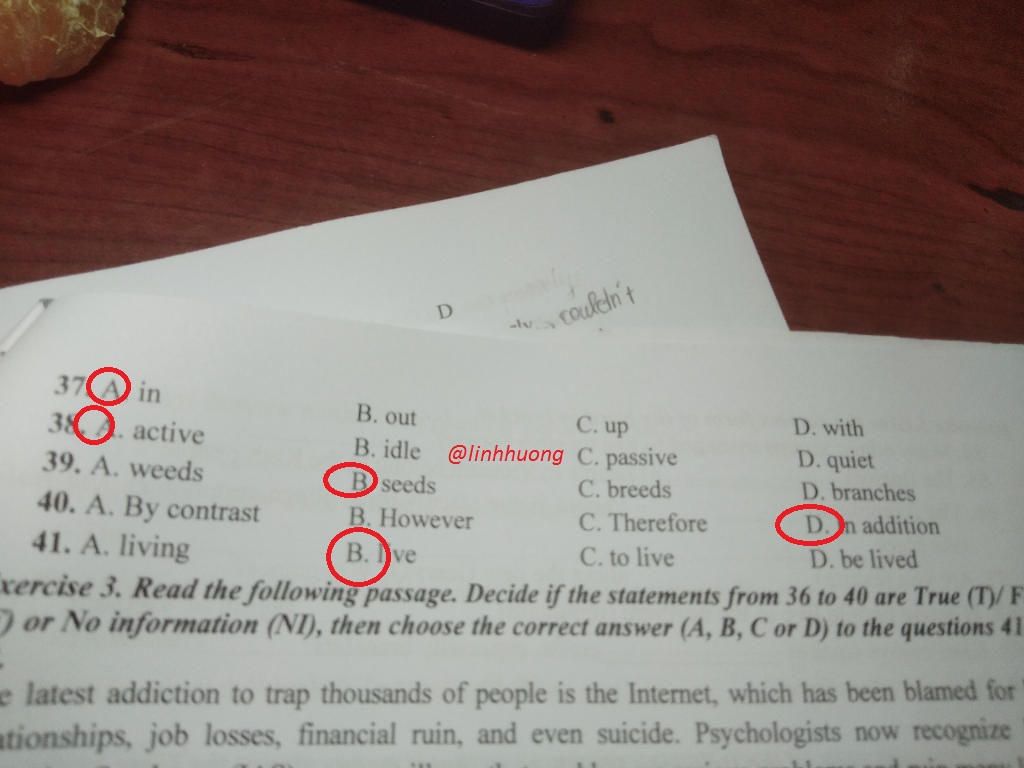 D
couldn't
37. A. in B. out C. up D. with
38. A. active B. idle C. passive D. quiet
@linhhuong
39. A. weeds B. seeds C. breeds D. branches
40. A. By contrast B. However C. Therefore D. In addition
41. A. living B. live C. to live D. be lived
xercise 3. Read the following passage. Decide if the statements from 36 to 40 are True (T)/ F
) or No information (NI), then choose the correct answer (A, B, C or D) to the questions 41
e latest addiction to trap thousands of people is the Internet, which has been blamed for
ationships, job losses, financial ruin, and even suicide. Psychologists now recognize